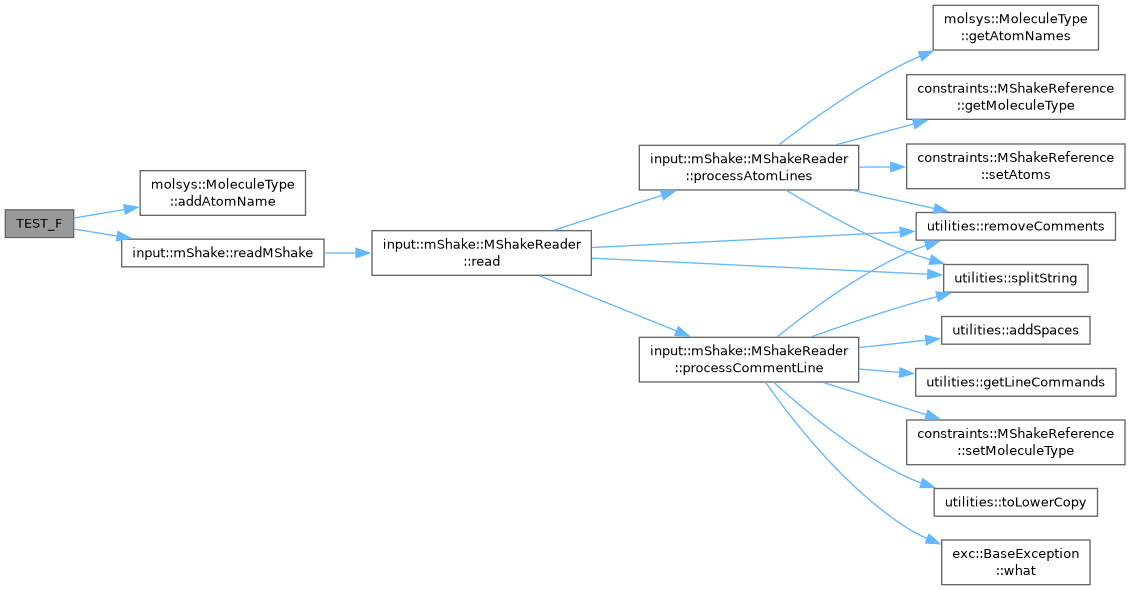 TEST_F
molsys::MoleculeType
::addAtomName
input::mShake::readMShake
input::mShake::MShakeReader
::read
input::mShake::MShakeReader
::processAtomLines
input::mShake::MShakeReader
::processCommentLine
molsys::MoleculeType
::getAtomNames
constraints::MShakeReference
::getMoleculeType
constraints::MShakeReference
::setAtoms
utilities::removeComments
utilities::splitString
utilities::addSpaces
utilities::getLineCommands
constraints::MShakeReference
::setMoleculeType
utilities::toLowerCopy
exc::BaseException
::what